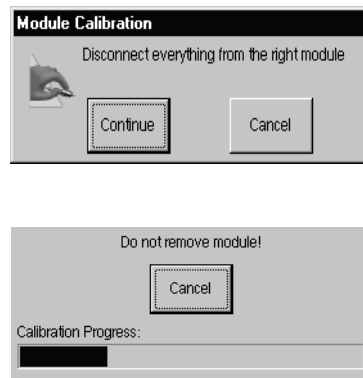 Module Calibration
Disconnect everything from the right module
Continue
Cancel
Do not remove module!
Cancel
Calibration Progress: